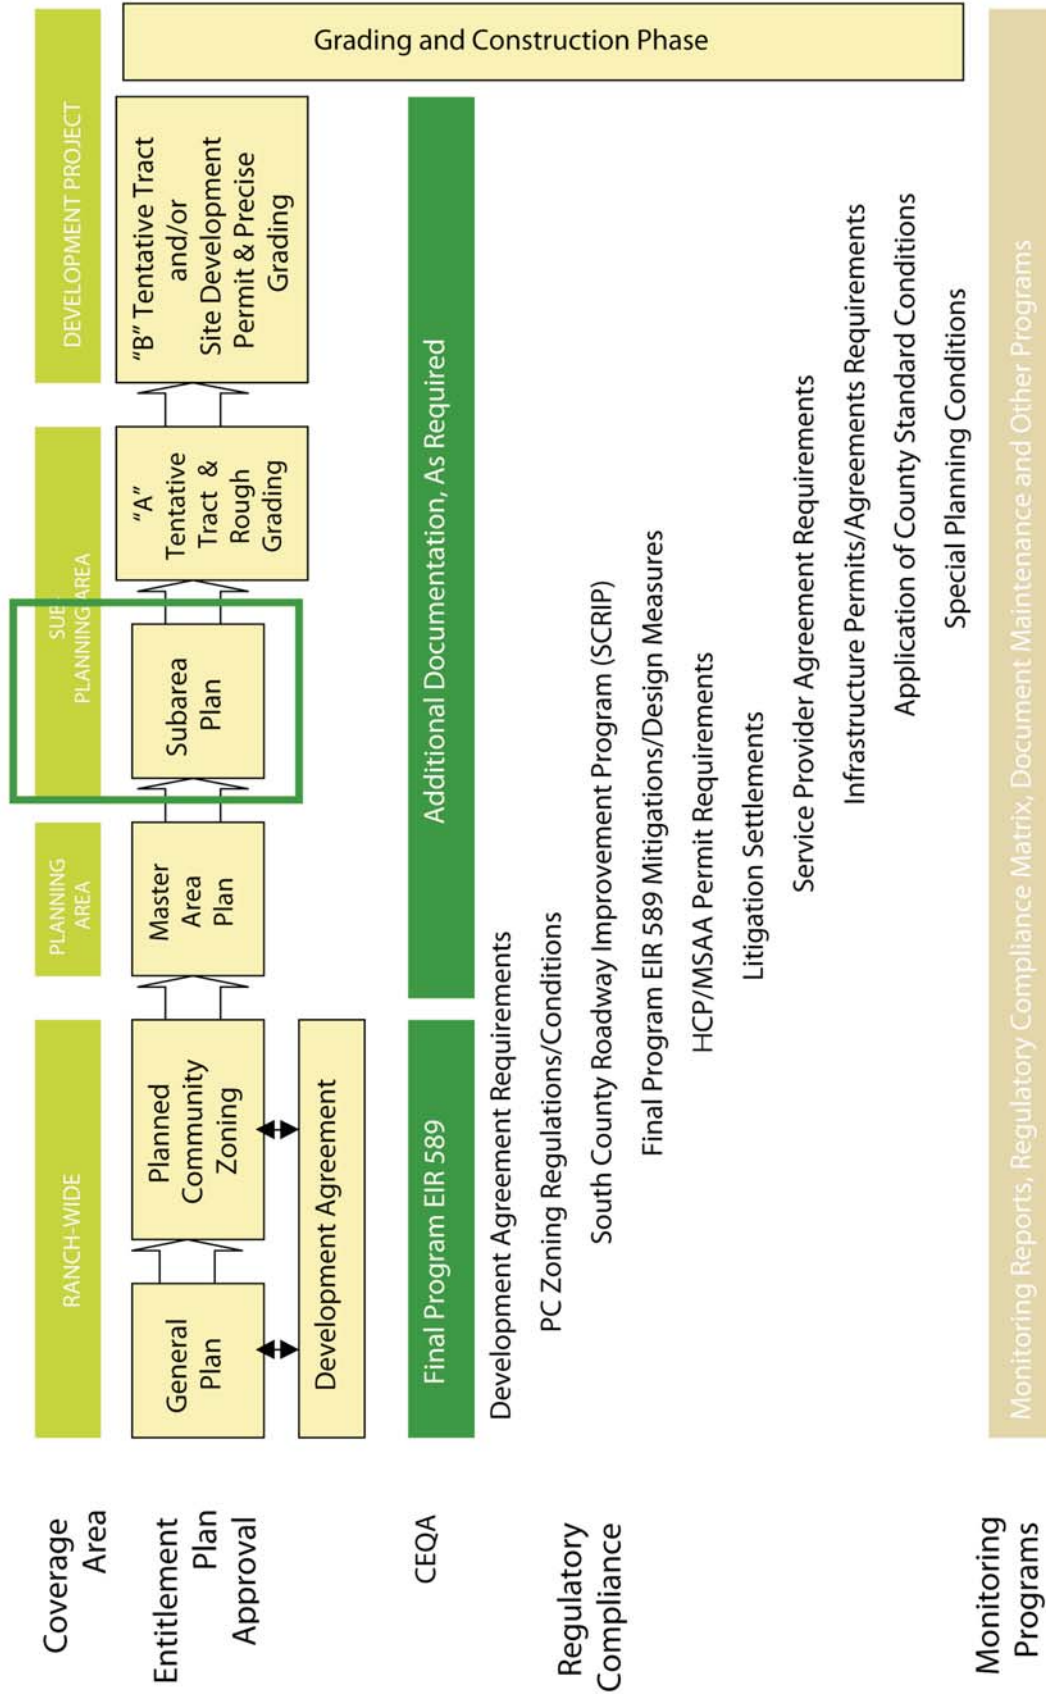 Coverage
Area
RANCH-WIDE
PLANNING
AREA
SUB-
PLANNING AREA
DEVELOPMENT PROJECT
Entitlement
Plan
Approval
General
Plan
Planned
Community
Zoning
Master
Area
Plan
Subarea
Plan
"A"
Tentative
Tract &
Rough
Grading
"B" Tentative Tract
and/or
Site Development
Permit & Precise
Grading
Grading and Construction Phase
Development Agreement
CEQA
Final Program EIR 589
Additional Documentation, As Required
Regulatory
Compliance
Development Agreement Requirements
PC Zoning Regulations/Conditions
South County Roadway Improvement Program (SCRIP)
Final Program EIR 589 Mitigations/Design Measures
HCP/MSAA Permit Requirements
Litigation Settlements
Service Provider Agreement Requirements
Infrastructure Permits/Agreements Requirements
Application of County Standard Conditions
Special Planning Conditions
Monitoring
Programs
Monitoring Reports, Regulatory Compliance Matrix, Document Maintenance and Other Programs